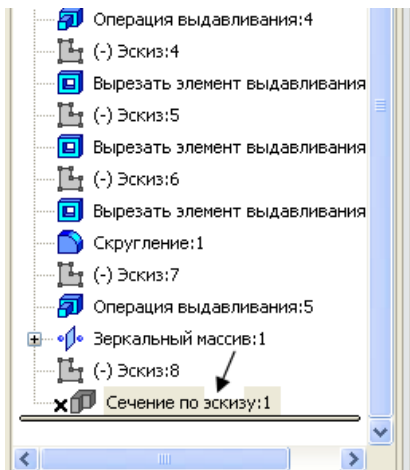 Операция выдавливания:4
(-) Эскиз:4
Вырезать элемент выдавливания
(-) Эскиз:5
Вырезать элемент выдавливания
(-) Эскиз:6
Вырезать элемент выдавливания
Скругление:1
(-) Эскиз:7
Операция выдавливания:5
Зеркальный массив:1
(-) Эскиз:8
Сечение по эскизу:1